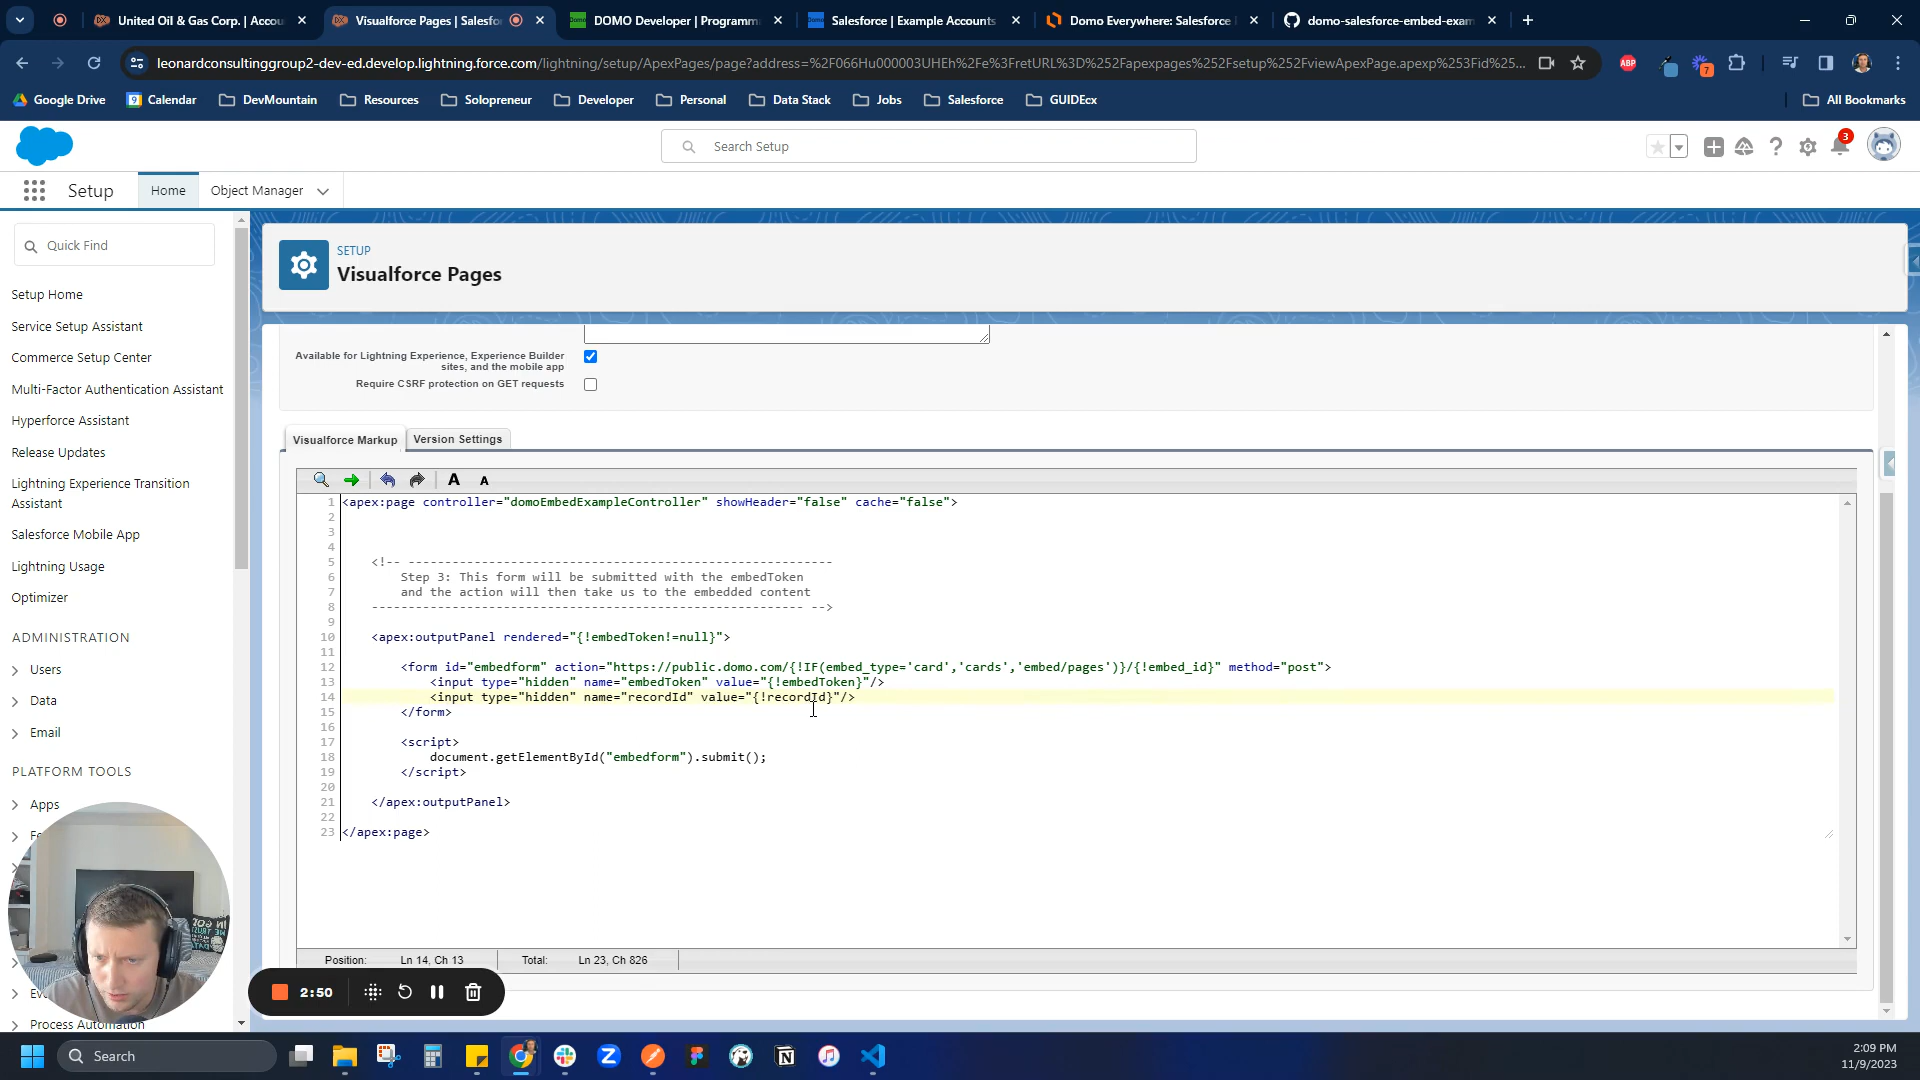 United Oil & Gas Corp. | Accou
Visualforce Pages | Salesfo
DOMO Developer | Programm
Salesforce | Example Accounts
Domo Everywhere: Salesforce
domo-salesforce-embed-exam
leonardconsultinggroup2-dev-ed.develop.lightning.force.com/lightning/setup/ApexPages/page?address=%2F066Hu000003UHEh%2Fe%3FretURL%3D%252Fapexpages%252Fsetup%252FviewApexPage.apexp%253Fid%25...
ABP
7
Google Drive
9
Calendar
DevMountain
Resources
Solopreneur
Developer
Personal
Data Stack
Jobs
Salesforce
GUIDEcx
All Bookmarks
Search Setup
3
Setup
Home
Object Manager
Quick Find
Setup Home
Service Setup Assistant
Commerce Setup Center
Multi-Factor Authentication Assistant
Hyperforce Assistant
Release Updates
Lightning Experience Transition
Assistant
Salesforce Mobile App
Lightning Usage
Optimizer
ADMINISTRATION
Users
Data
Email
PLATFORM TOOLS
Apps
Process Automation
SETUP
Visualforce Pages
Available for Lightning Experience, Experience Builder
sites, and the mobile app
Require CSRF protection on GET requests
Visualforce Markup
Version Settings
A A
1 <apex:page controller="domoEmbedExampleController" showHeader="false" cache="false">
2
3
4
5 <!-- ----------------------------------------------------------
6 Step 3: This form will be submitted with the embedToken
7 and the action will then take us to the embedded content
8 ----------------------------------------------------------- -->
9
10 <apex:outputPanel rendered="{!embedToken!=null}">
11
12 <form id="embedform" action="https://public.domo.com/{!IF(embed_type='card','cards','embed/pages')}/{!embed_id}" method="post">
13 <input type="hidden" name="embedToken" value="{!embedToken}"/>
14 <input type="hidden" name="recordId" value="{!recordId}"/>
15 </form>
16
17 <script>
18 document.getElementById("embedform").submit();
19 </script>
20
21 </apex:outputPanel>
22
23 </apex:page>
Position: Ln 14, Ch 13 Total: Ln 23, Ch 826
2:50
Search
2:09 PM
11/9/2023